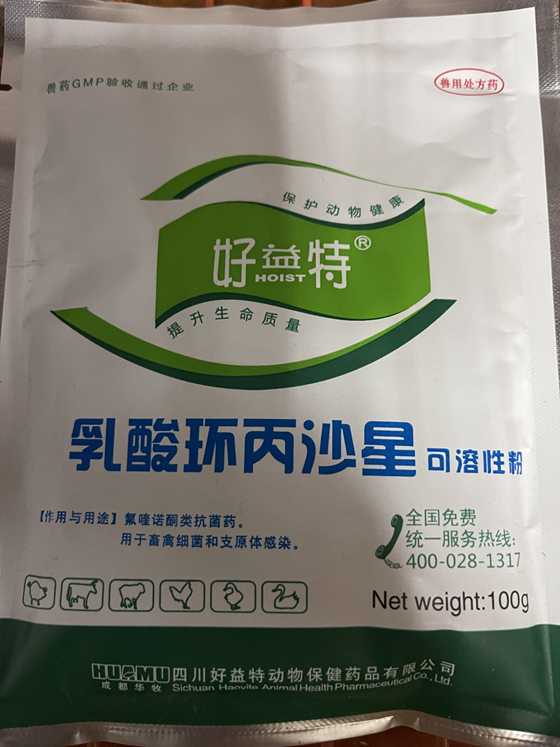 兽药GMP验收通过企业
兽用处方药
保护动物健康
好益特®
HOIST
提升生命质量
乳酸环丙沙星 可溶性粉
【作用与用途】氟喹诺酮类抗菌药。
用于畜禽细菌和支原体感染。
全国免费
统一服务热线:
400-028-1317
Net weight:100g
HUAMU
成都华牧
四川好益特动物保健药品有限公司
Sichuan Haoyite Animal Health Pharmaceutical Co., Ltd.